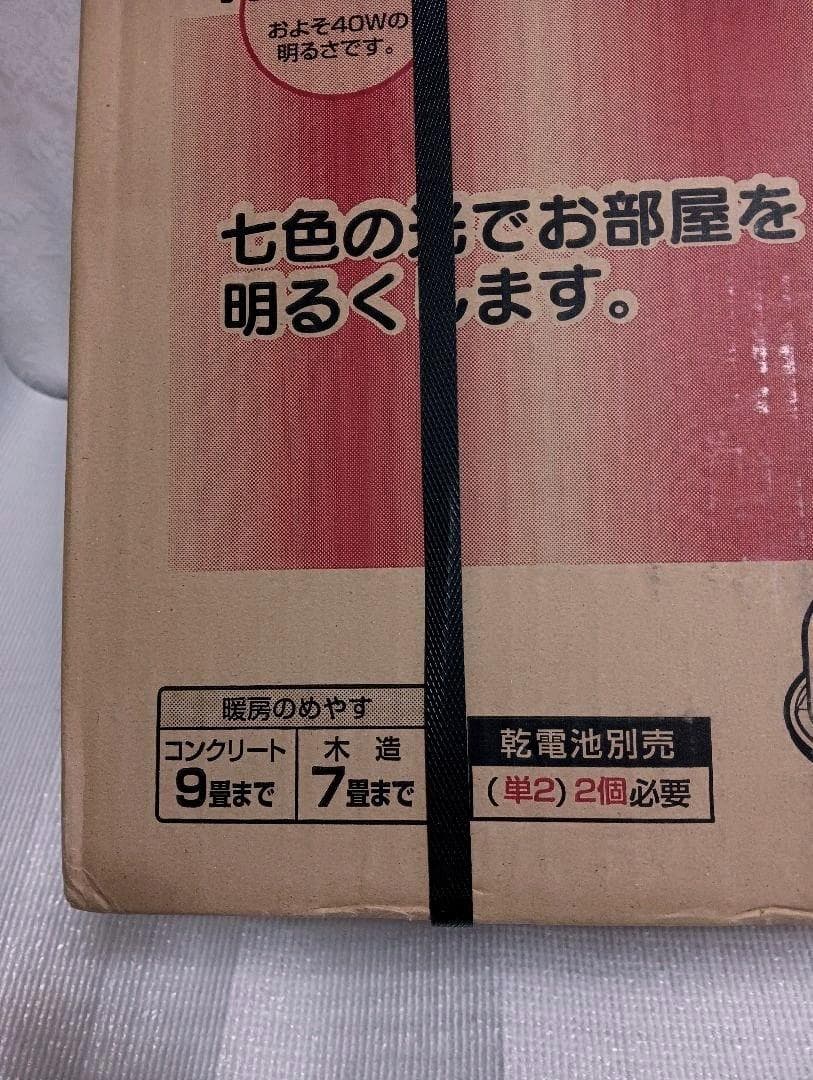 およそ40Wの
明るさです。
七色の光でお部屋を
明るくします。
暖房のめやす
コンクリート 木造
9畳まで 7畳まで
乾電池別売
(単2)2個必要